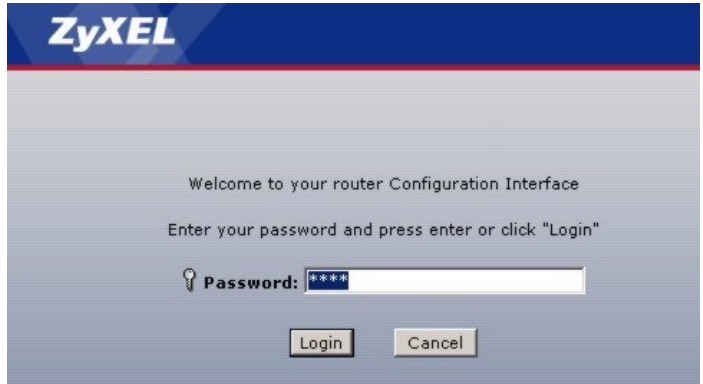 ZyXEL
Welcome to your router Configuration Interface
Enter your password and press enter or click "Login"
Password: ****
Login Cancel